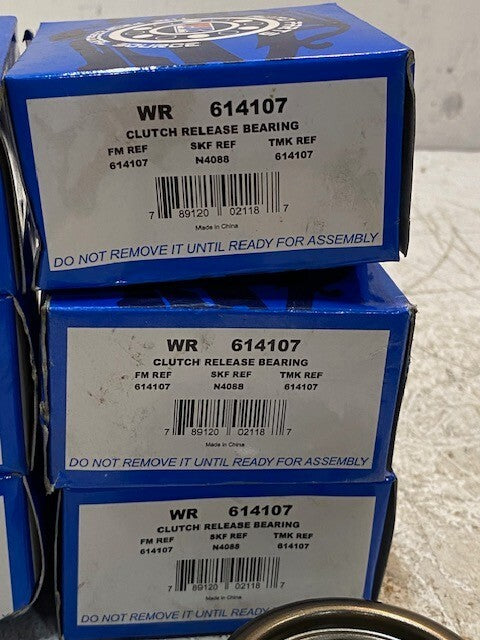 SOURCE
WR 614107
CLUTCH RELEASE BEARING
FM REF SKF REF TMK REF
614107 N4088 614107
7 89120 02118 7
Made in China
DO NOT REMOVE IT UNTIL READY FOR ASSEMBLY
WR 614107
CLUTCH RELEASE BEARING
FM REF SKF REF TMK REF
614107 N4088 614107
7 89120 02118 7
Made in China
DO NOT REMOVE IT UNTIL READY FOR ASSEMBLY
WR 614107
CLUTCH RELEASE BEARING
FM REF SKF REF TMK REF
614107 N4088 614107
7 89120 02118 7
Made in China
DO NOT REMOVE IT UNTIL READY